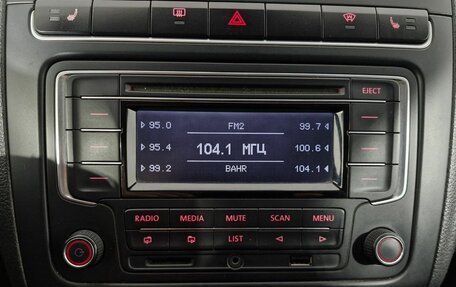 EJECT
95.0 FM2 99.7
95.4 104.1 МГЦ 100.6
99.2 ВАНR 104.1
RADIO MEDIA MUTE SCAN MENU
LIST